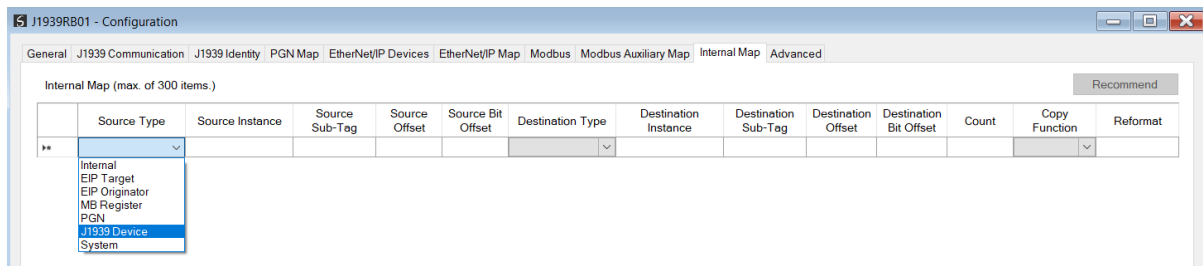 J1939RB01 - Configuration
General J1939 Communication J1939 Identity PGN Map EtherNet/IP Devices EtherNet/IP Map Modbus Modbus Auxiliary Map Internal Map Advanced
Internal Map (max. of 300 items.) Recommend
Source Type Source Instance Source Sub-Tag Source Offset Source Bit Offset Destination Type Destination Instance Destination Sub-Tag Destination Offset Destination Bit Offset Count Copy Function Reformat
Internal
EIP Target
EIP Originator
MB Register
PGN
J1939 Device
System